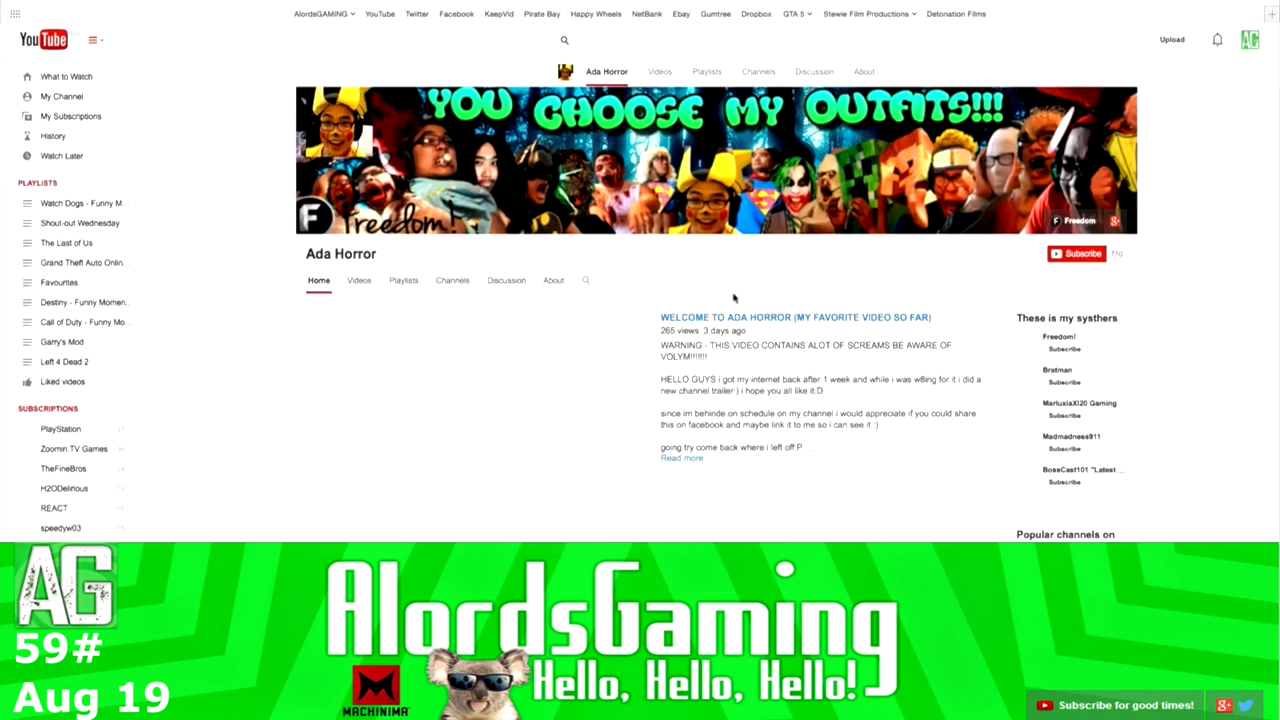 AlordsGAMING YouTube Twitter Facebook KeepVid Pirate Bay Happy Wheels NetBank Ebay Gumtree Dropbox GTA 5 Stewie Film Productions Detonation Films
YouTube
Upload
AG
What to Watch
My Channel
My Subscriptions
History
Watch Later
PLAYLISTS
Watch Dogs - Funny M...
Shout-out Wednesday
The Last of Us
Grand Theft Auto Onlin...
Favourites
Destiny - Funny Momen...
Call of Duty - Funny Mo...
Garry's Mod
Left 4 Dead 2
Liked videos
SUBSCRIPTIONS
PlayStation
Zoomin.TV Games
TheFineBros
H2ODelirious
REACT
speedyw03
Ada Horror Videos Playlists Channels Discussion About
YOU CHOOSE MY OUTFITS!!!
F Freedom
Freedom
Ada Horror
Subscribe 710
Home Videos Playlists Channels Discussion About
WELCOME TO ADA HORROR (MY FAVORITE VIDEO SO FAR)
265 views 3 days ago
WARNING - THIS VIDEO CONTAINS ALOT OF SCREAMS BE AWARE OF
VOLYM!!!!!!!
HELLO GUYS i got my internet back after 1 week and while i was w8ing for it i did a
new channel trailer:) i hope you all like it:D
since im behinde on schedule on my channel i would appreciate if you could share
this on facebook and maybe link it to me so i can see it :)
going try come back where i left off P
Read more
These is my systhers
Freedom!
Subscribe
Bratman
Subscribe
MarluxiaXI20 Gaming
Subscribe
Madmadness911
Subscribe
BossCast101 "Latest ...
Subscribe
Popular channels on
AG
59#
Aug 19
AlordsGaming
Hello, Hello, Hello!
MACHINIMA
Subscribe for good times!